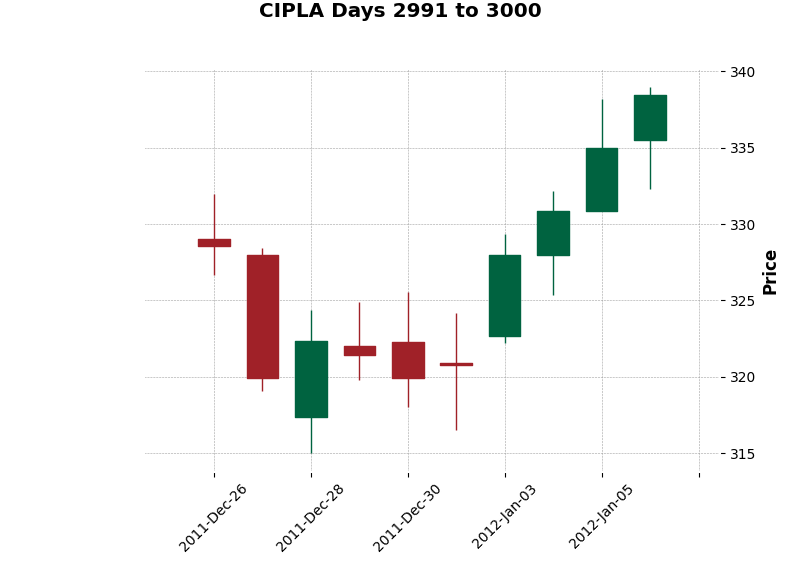 CIPLA Days 2991 to 3000
340
335
330
325
320
315
Price
2011-Dec-26
2011-Dec-28
2011-Dec-30
2012-Jan-03
2012-Jan-05